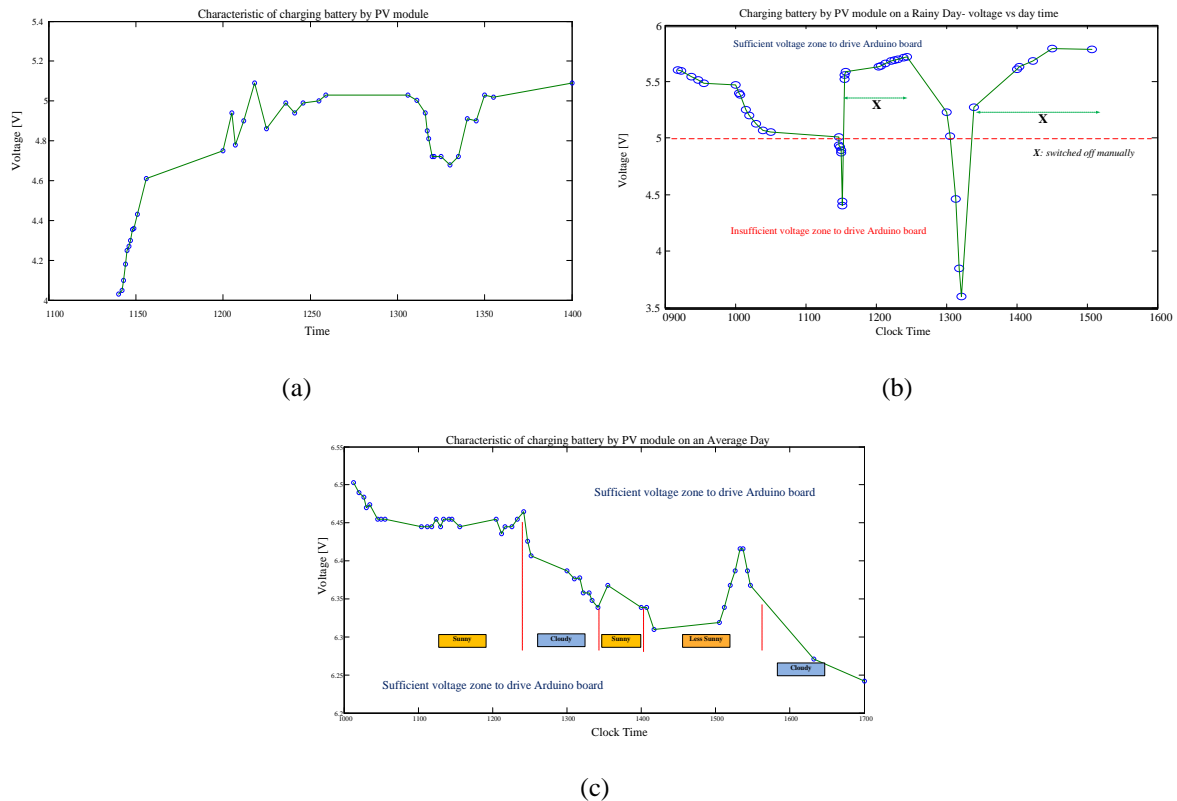 Characteristic of charging battery by PV module
5.4
5.2
5
4.8
4.6
4.4
4.2
4
Voltage [V]
1100 1150 1200 1250 1300 1350 1400
Time
(a)
Charging battery by PV module on a Rainy Day- voltage vs day time
6
5.5
5
4.5
4
3.5
Voltage [V]
Sufficient voltage zone to drive Arduino board
X
X
X: switched off manually
Insufficient voltage zone to drive Arduino board
0900 1000 1100 1200 1300 1400 1500 1600
Clock Time
(b)
Characteristic of charging battery by PV module on an Average Day
6.55
6.5
6.45
6.4
6.35
6.3
6.25
6.2
Voltage [V]
Sufficient voltage zone to drive Arduino board
Sunny Cloudy Sunny Less Sunny
Cloudy
Sufficient voltage zone to drive Arduino board
1000 1100 1200 1300 1400 1500 1600 1700
Clock Time
(c)